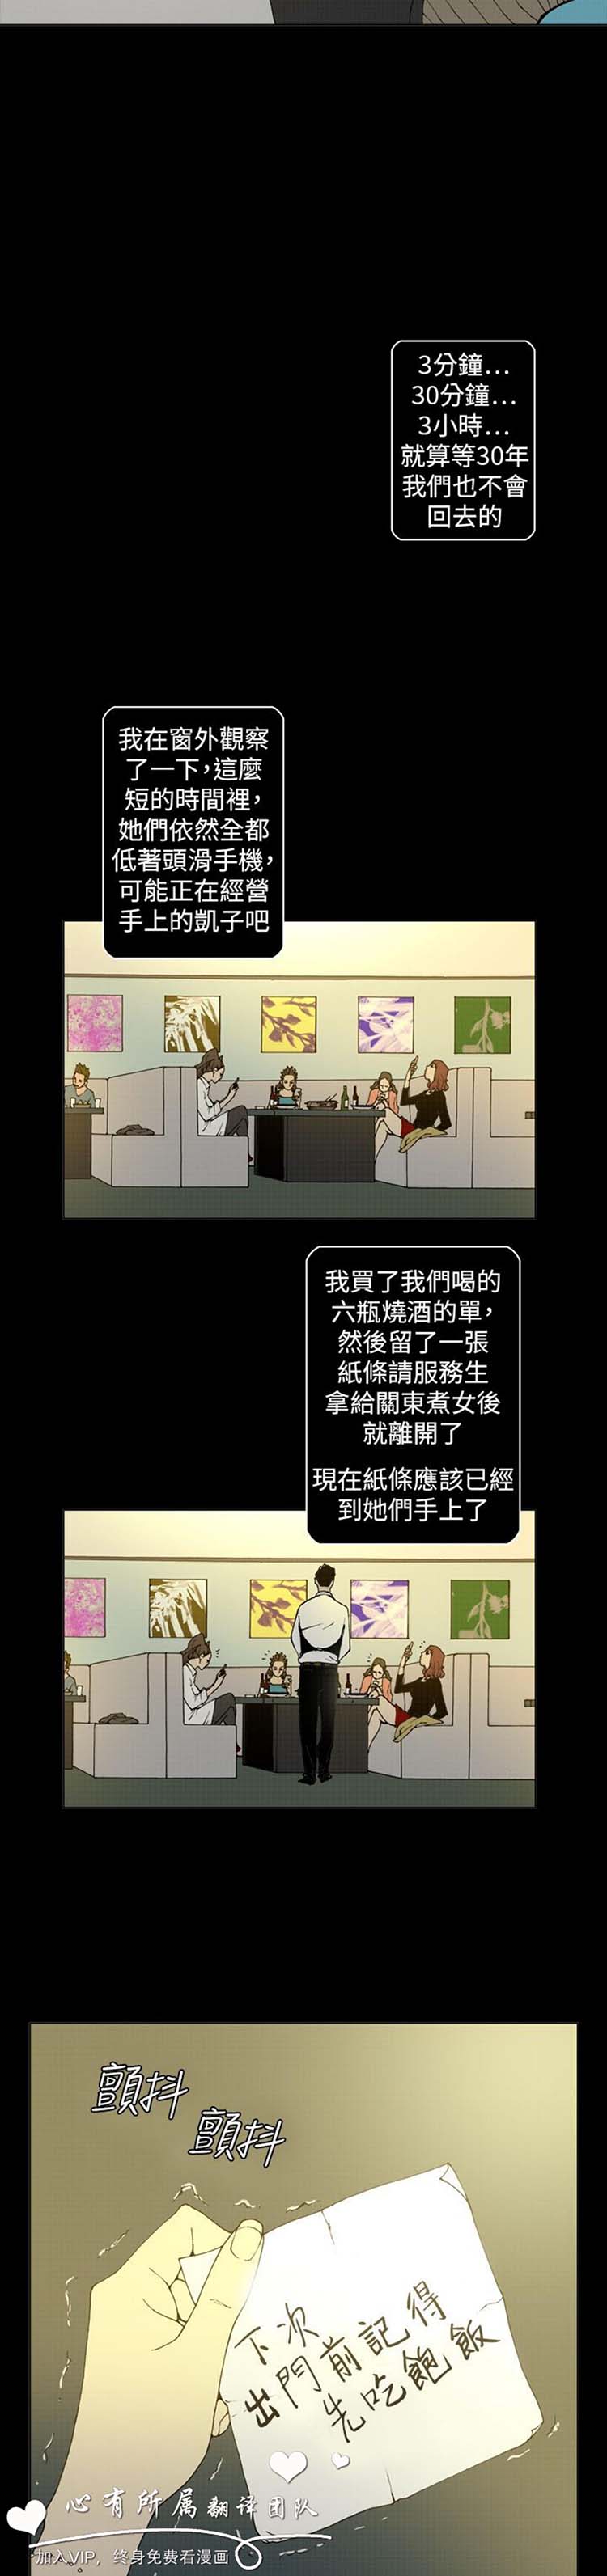 3分鐘...
30分鐘...
3小時...
就算等30年
我們也不會
回去的
我在窗外觀察
了一下,這麼
短的時間裡,
她們依然全都
低著頭滑手機,
可能正在經營
手上的凱子吧
我買了我們喝的
六瓶燒酒的單,
然後留了一張
紙條請服務生
拿給關東煮女後
就離開了
現在紙條應該已經
到她們手上了
顫抖
顫抖
下次
出門前記得
先吃飽飯
心有所属翻译团队
加入VIP，终身免费看漫画